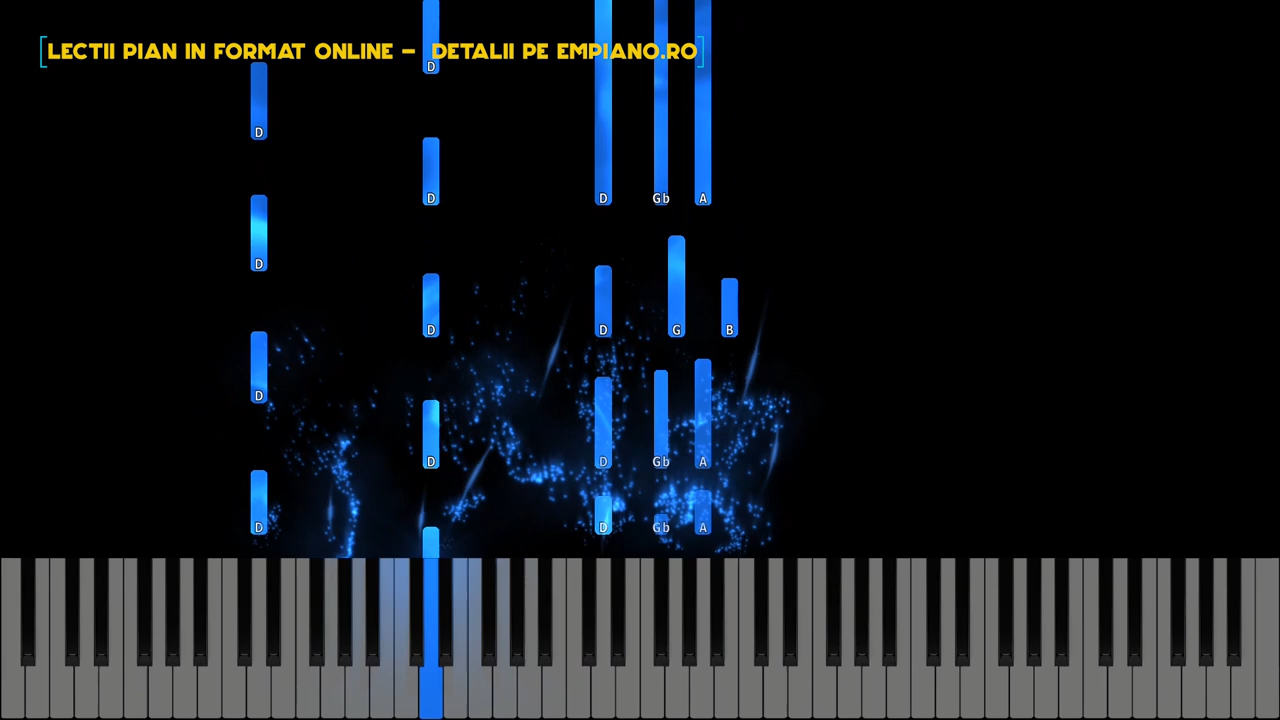 LECTII PIAN IN FORMAT ONLINE - DETALII PE EMPIANO.RO
D
D
D D Gb A
D
D D G B
D
D D Gb A
D D Gb A